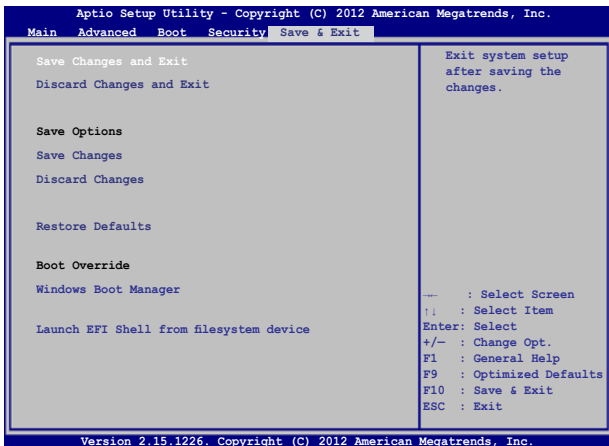 Aptio Setup Utility - Copyright (C) 2012 American Megatrends, Inc.
Main Advanced Boot Security Save & Exit
Save Changes and Exit
Discard Changes and Exit
Save Options
Save Changes
Discard Changes
Restore Defaults
Boot Override
Windows Boot Manager
Launch EFI Shell from filesystem device
Exit system setup
after saving the
changes.
→← : Select Screen
↑↓ : Select Item
Enter: Select
+/— : Change Opt.
F1 : General Help
F9 : Optimized Defaults
F10 : Save & Exit
ESC : Exit
Version 2.15.1226. Copyright (C) 2012 American Megatrends, Inc.